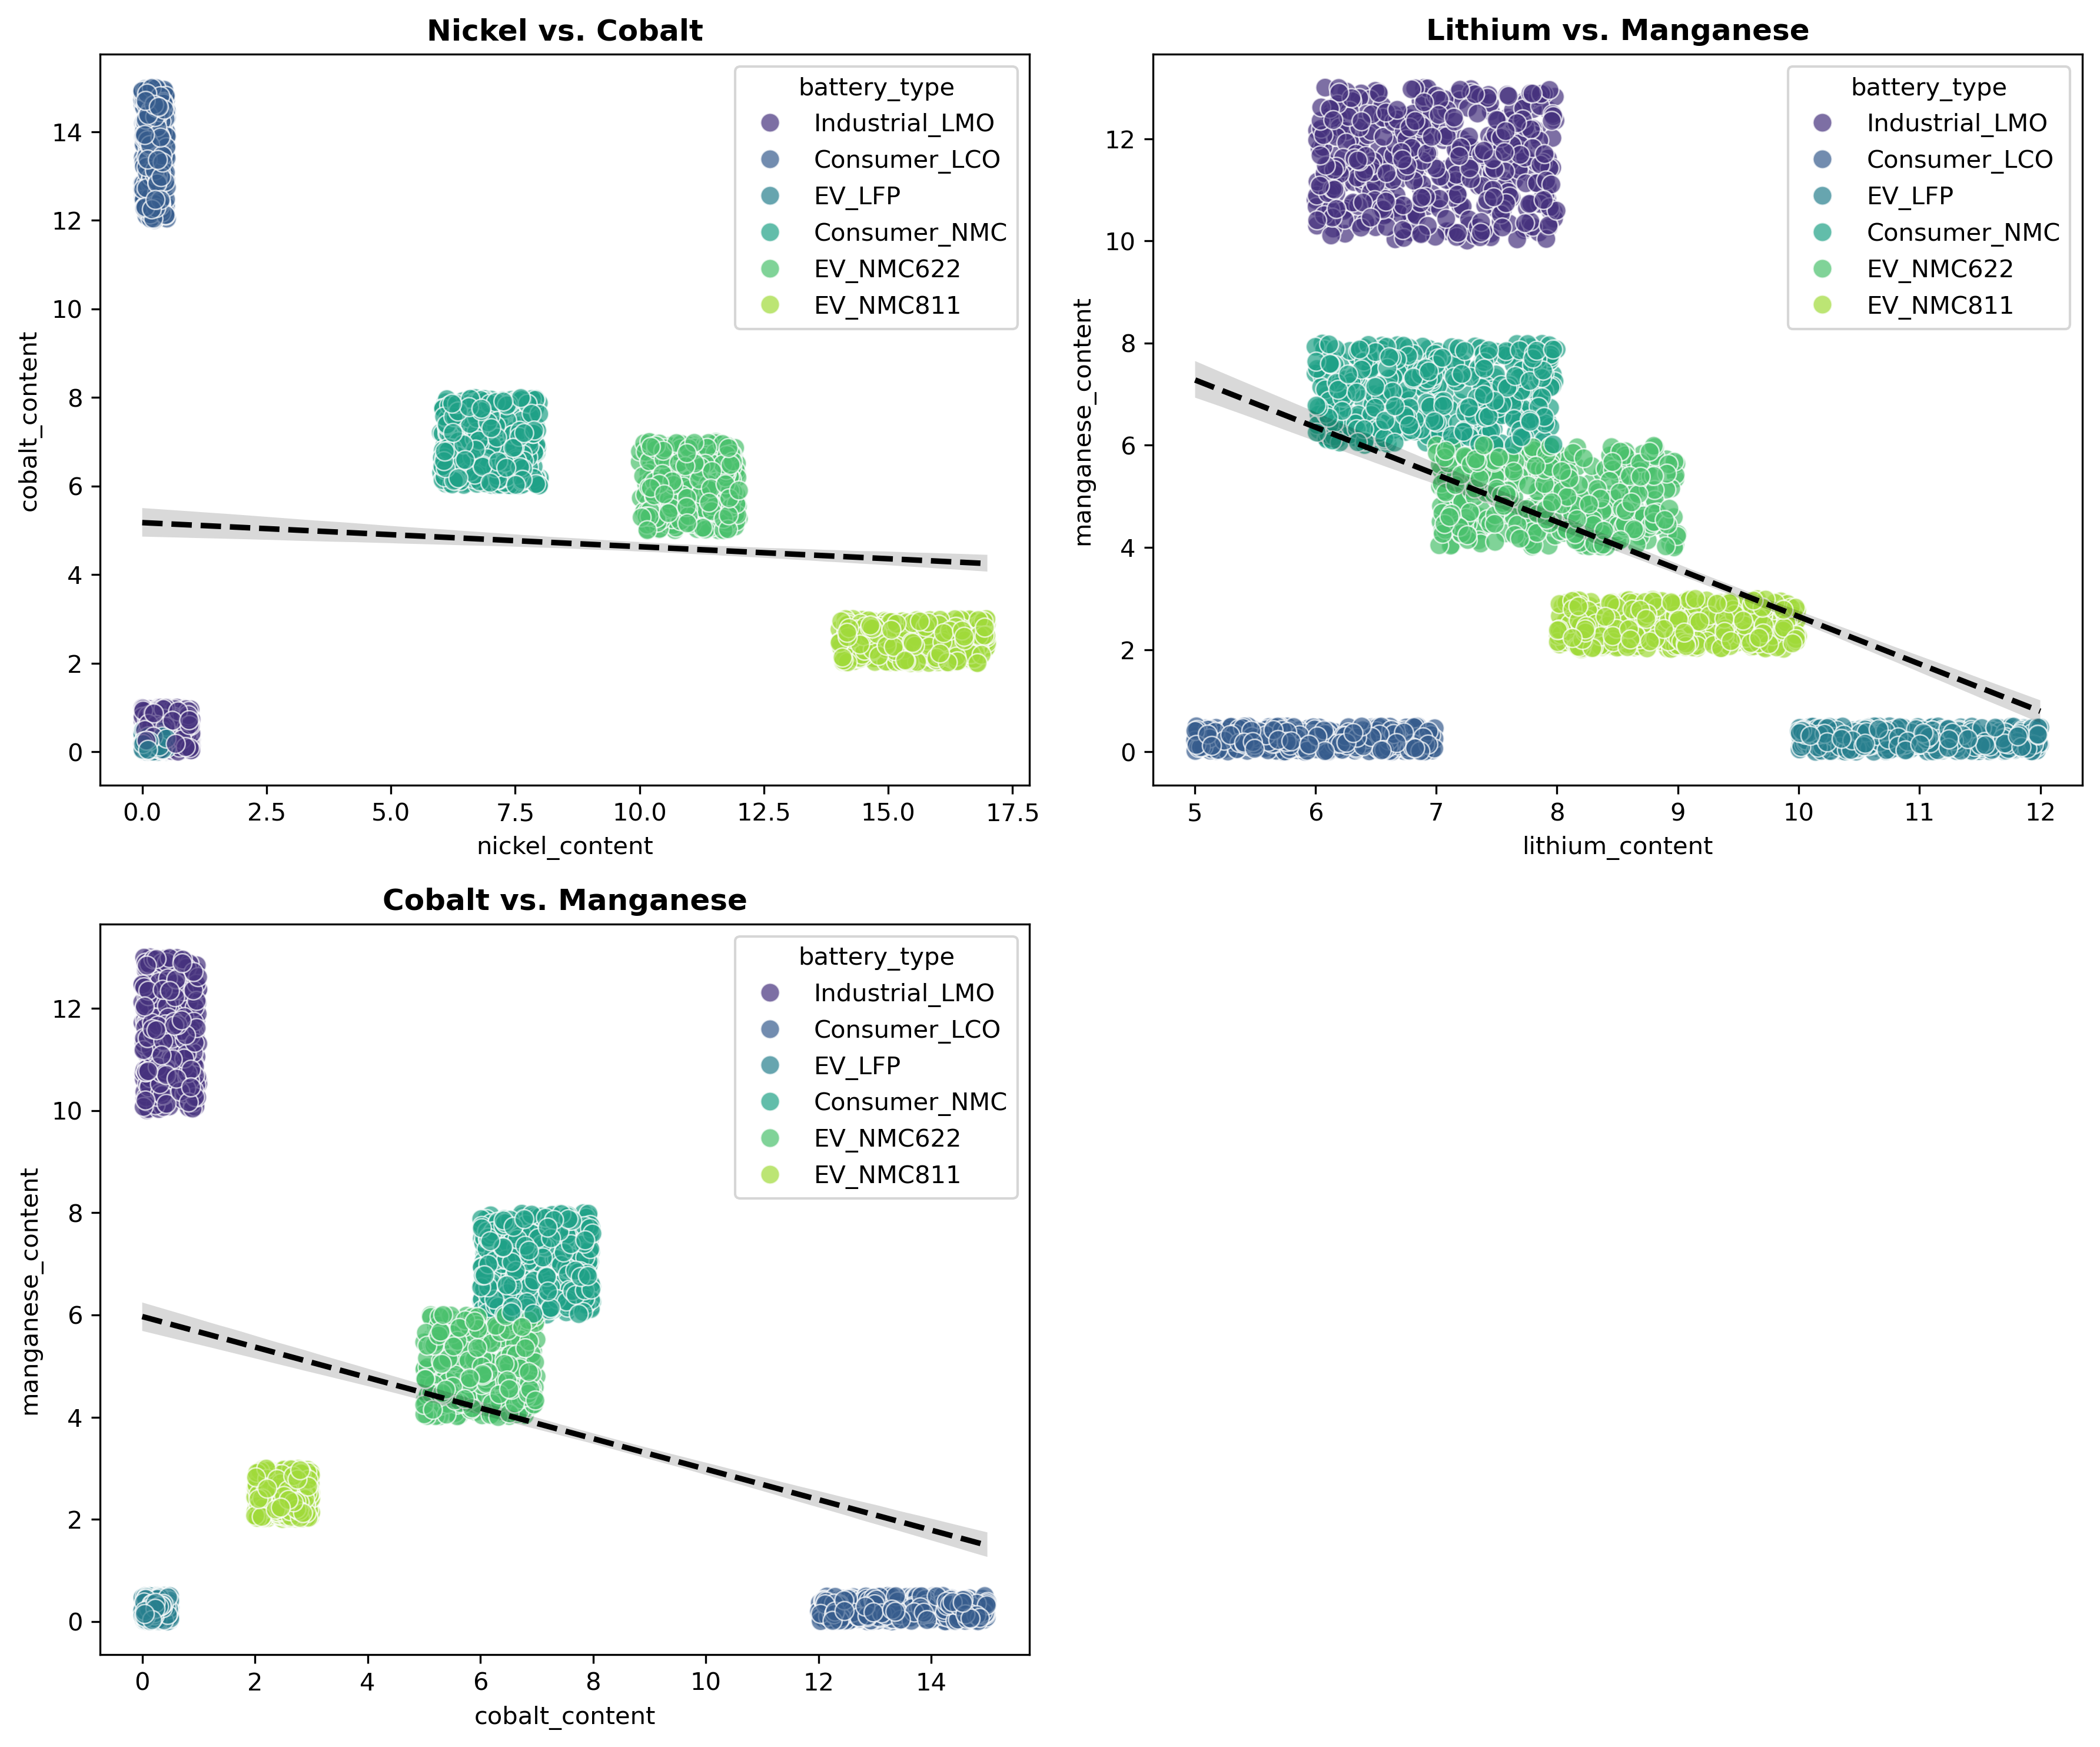 Nickel vs. Cobalt
cobalt_content
14
12
10
8
6
4
2
0
battery_type
Industrial_LMO
Consumer_LCO
EV_LFP
Consumer_NMC
EV_NMC622
EV_NMC811
0.0 2.5 5.0 7.5 10.0 12.5 15.0 17.5
nickel_content
Lithium vs. Manganese
manganese_content
12
10
8
6
4
2
0
battery_type
Industrial_LMO
Consumer_LCO
EV_LFP
Consumer_NMC
EV_NMC622
EV_NMC811
5 6 7 8 9 10 11 12
lithium_content
Cobalt vs. Manganese
manganese_content
12
10
8
6
4
2
0
battery_type
Industrial_LMO
Consumer_LCO
EV_LFP
Consumer_NMC
EV_NMC622
EV_NMC811
0 2 4 6 8 10 12 14
cobalt_content